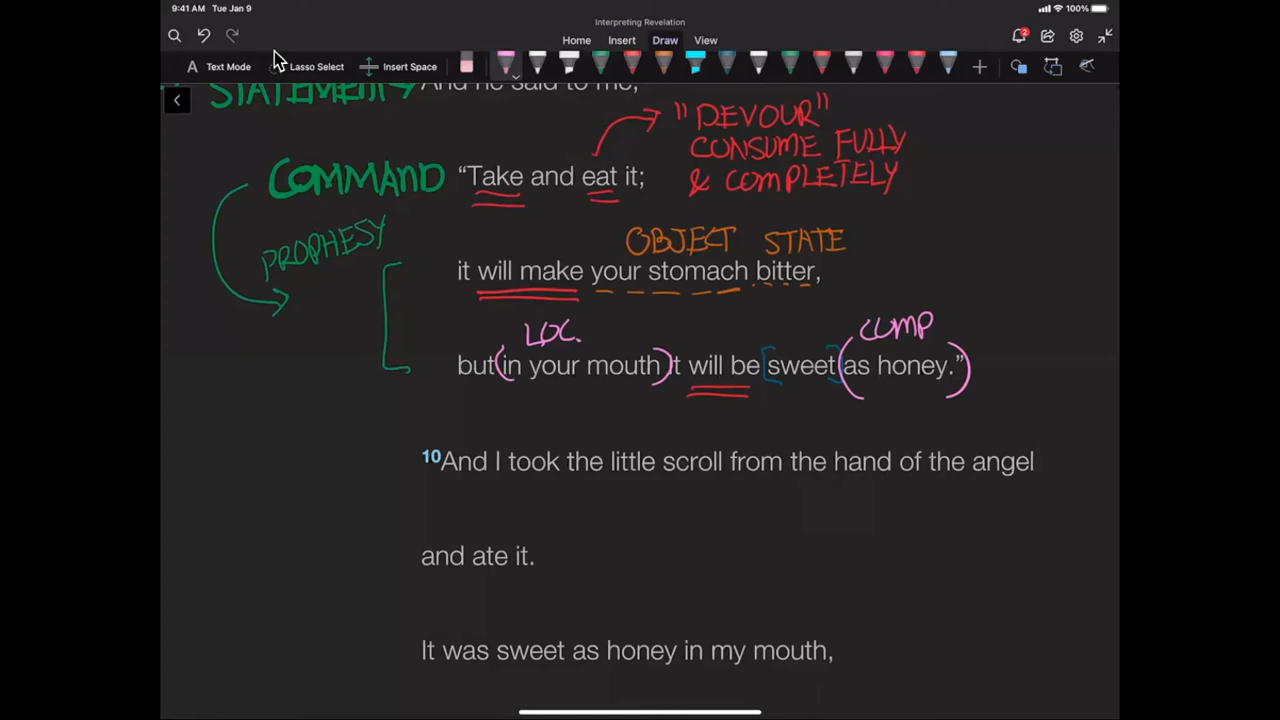 9:41 AM Tue Jan 9
100%
Interpreting Revelation
Home Insert Draw View
2
Text Mode Lasso Select Insert Space
STATEMENT And he said to me,
"DEVOUR"
CONSUME FULLY
& COMPLETELY
COMMAND "Take and eat it;
PROPHESY
OBJECT STATE
it will make your stomach bitter,
LOC. COMP
but (in your mouth) it will be [sweet] (as honey.")
10And I took the little scroll from the hand of the angel
and ate it.
It was sweet as honey in my mouth,